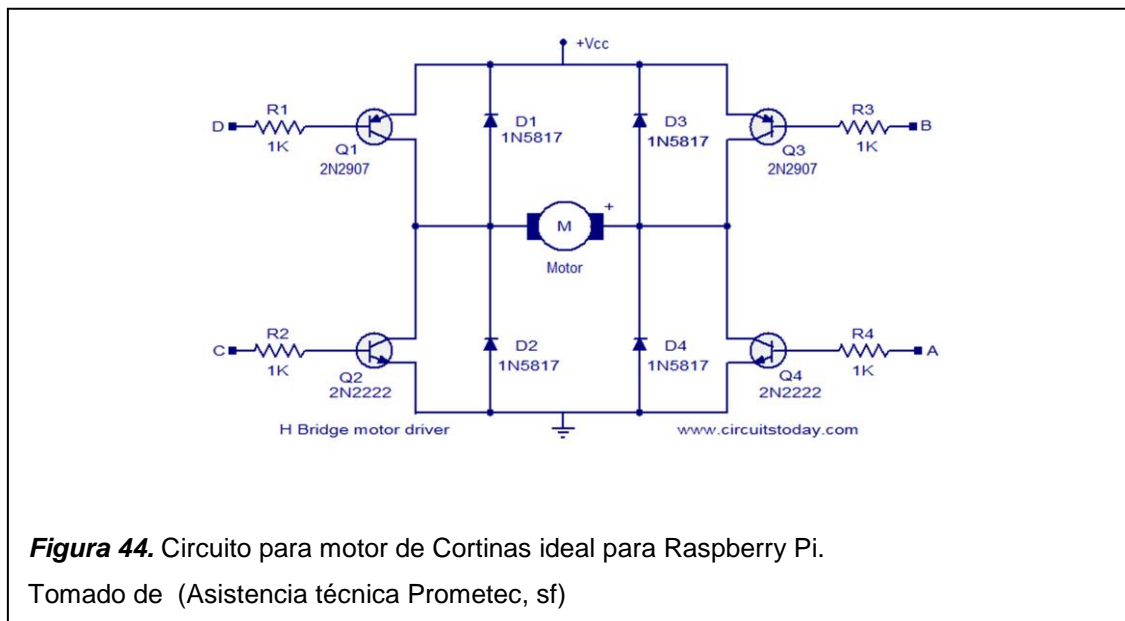 +Vcc
R1
D1
D3
R3
D
1N5817
1N5817
B
1K
Q1
Q3
1K
2N2907
2N2907
+
M
Motor
R2
D2
D4
R4
C
1N5817
1N5817
A
1K
Q2
Q4
1K
2N2222
2N2222
H Bridge motor driver
www.circuitstoday.com
Figura 44. Circuito para motor de Cortinas ideal para Raspberry Pi.
Tomado de (Asistencia técnica Prometec, sf)